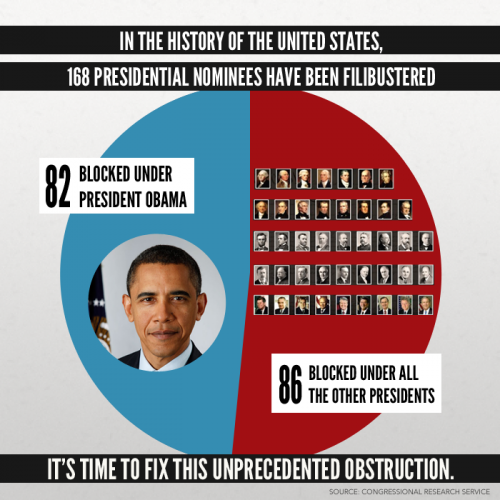 IN THE HISTORY OF THE UNITED STATES,
168 PRESIDENTIAL NOMINEES HAVE BEEN FILIBUSTERED
82 BLOCKED UNDER
PRESIDENT OBAMA
86 BLOCKED UNDER ALL
THE OTHER PRESIDENTS
IT'S TIME TO FIX THIS UNPRECEDENTED OBSTRUCTION.
SOURCE: CONGRESSIONAL RESEARCH SERVICE